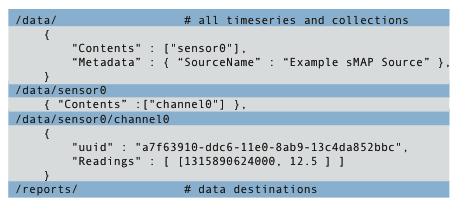 /data/ # all timeseries and collections
{
"Contents" : ["sensor0"],
"Metadata" : { “SourceName” : “Example sMAP Source” },
}
/data/sensor0
{ "Contents" :["channel0"] },
/data/sensor0/channel0
{
"uuid" : "a7f63910-ddc6-11e0-8ab9-13c4da852bbc",
"Readings" : [ [1315890624000, 12.5 ] ]
}
/reports/ # data destinations